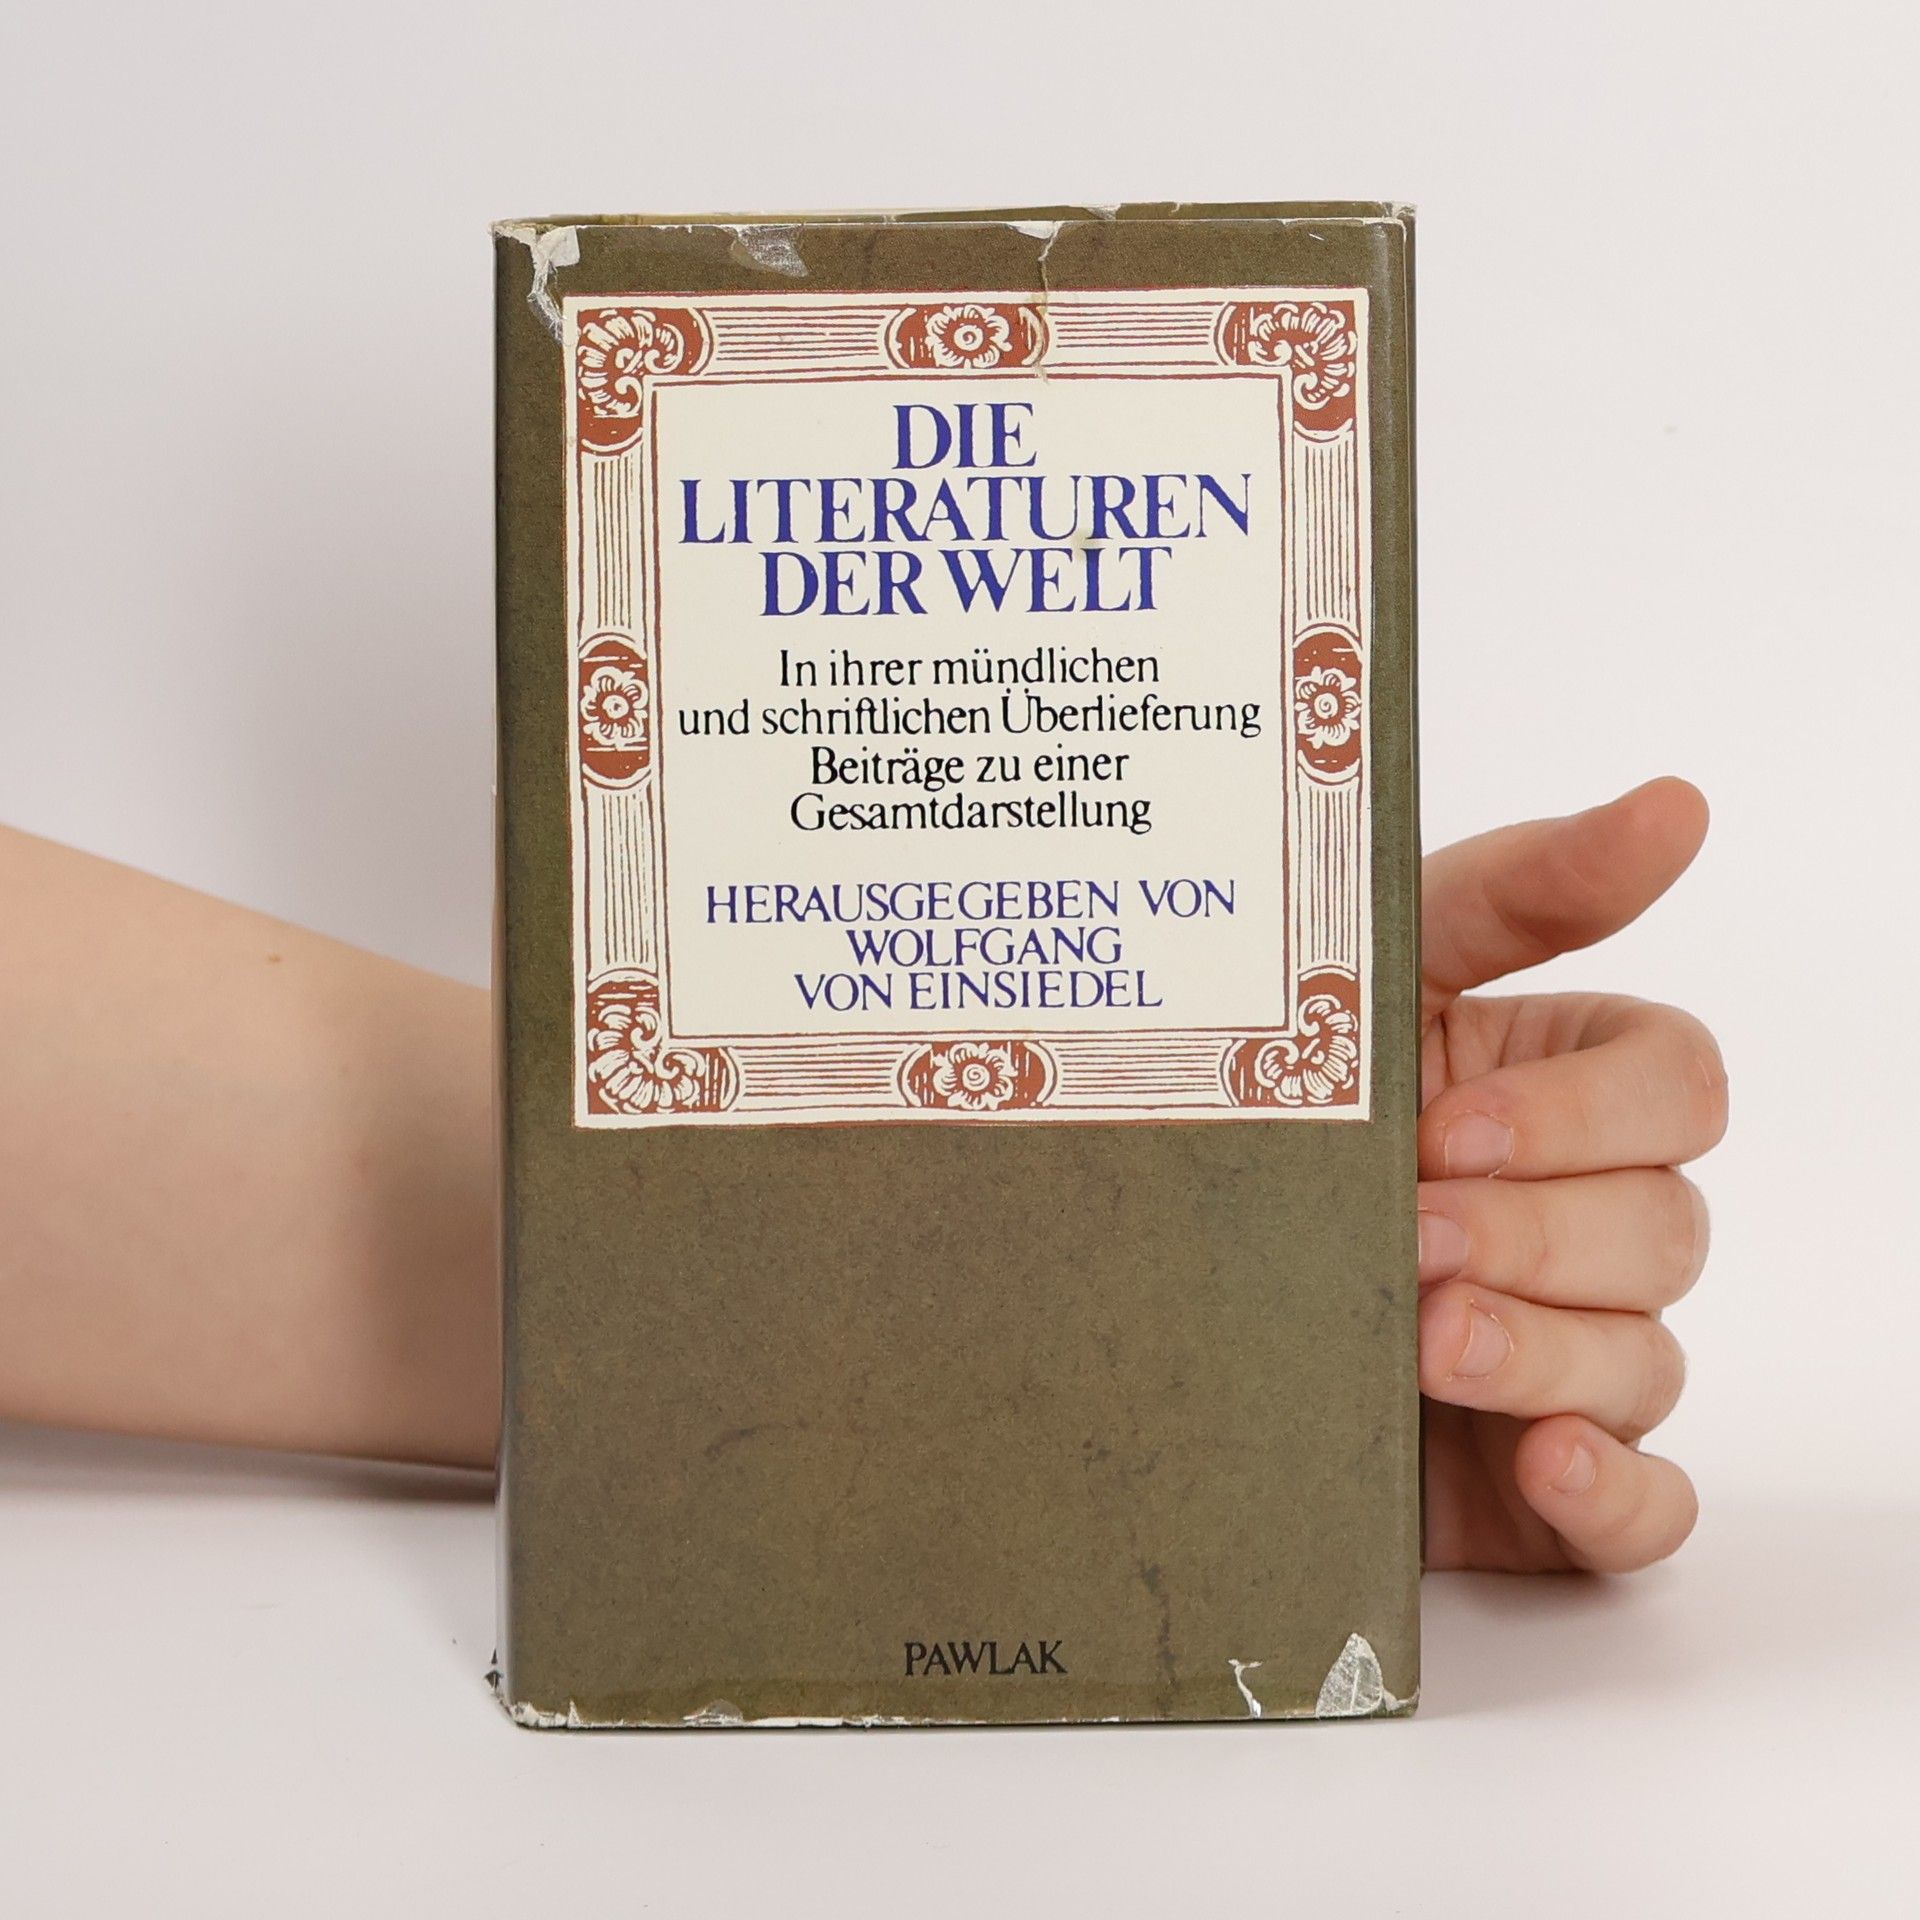 DIE
LITERATUREN
DER WELT
In ihrer mündlichen
und schriftlichen Überlieferung
Beiträge zu einer
Gesamtdarstellung
HERAUSGEGEBEN VON
WOLFGANG
VON EINSIEDEL
PAWLAK